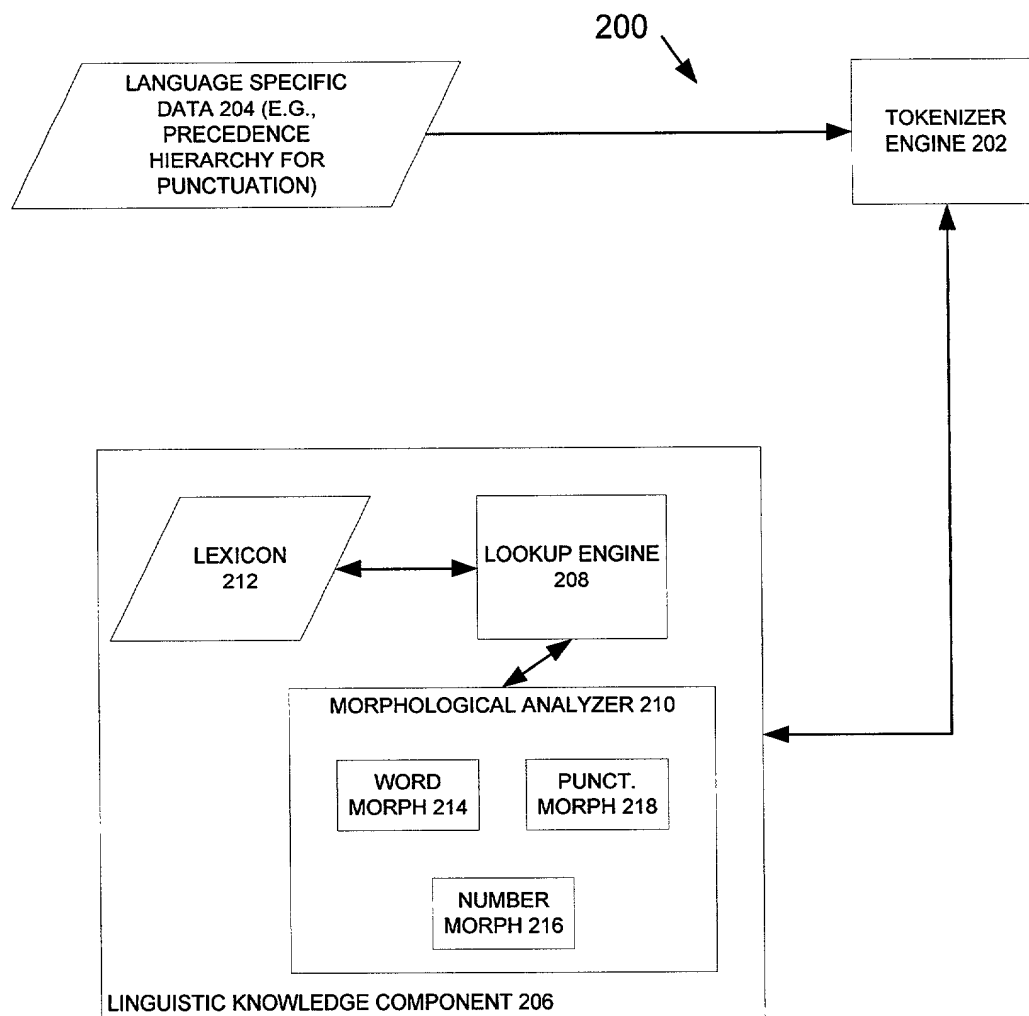 200
LANGUAGE SPECIFIC
DATA 204 (E.G.,
PRECEDENCE
HIERARCHY FOR
PUNCTUATION)
TOKENIZER
ENGINE 202
LEXICON
212
LOOKUP ENGINE
208
MORPHOLOGICAL ANALYZER 210
WORD
MORPH 214
PUNCT.
MORPH 218
NUMBER
MORPH 216
LINGUISTIC KNOWLEDGE COMPONENT 206